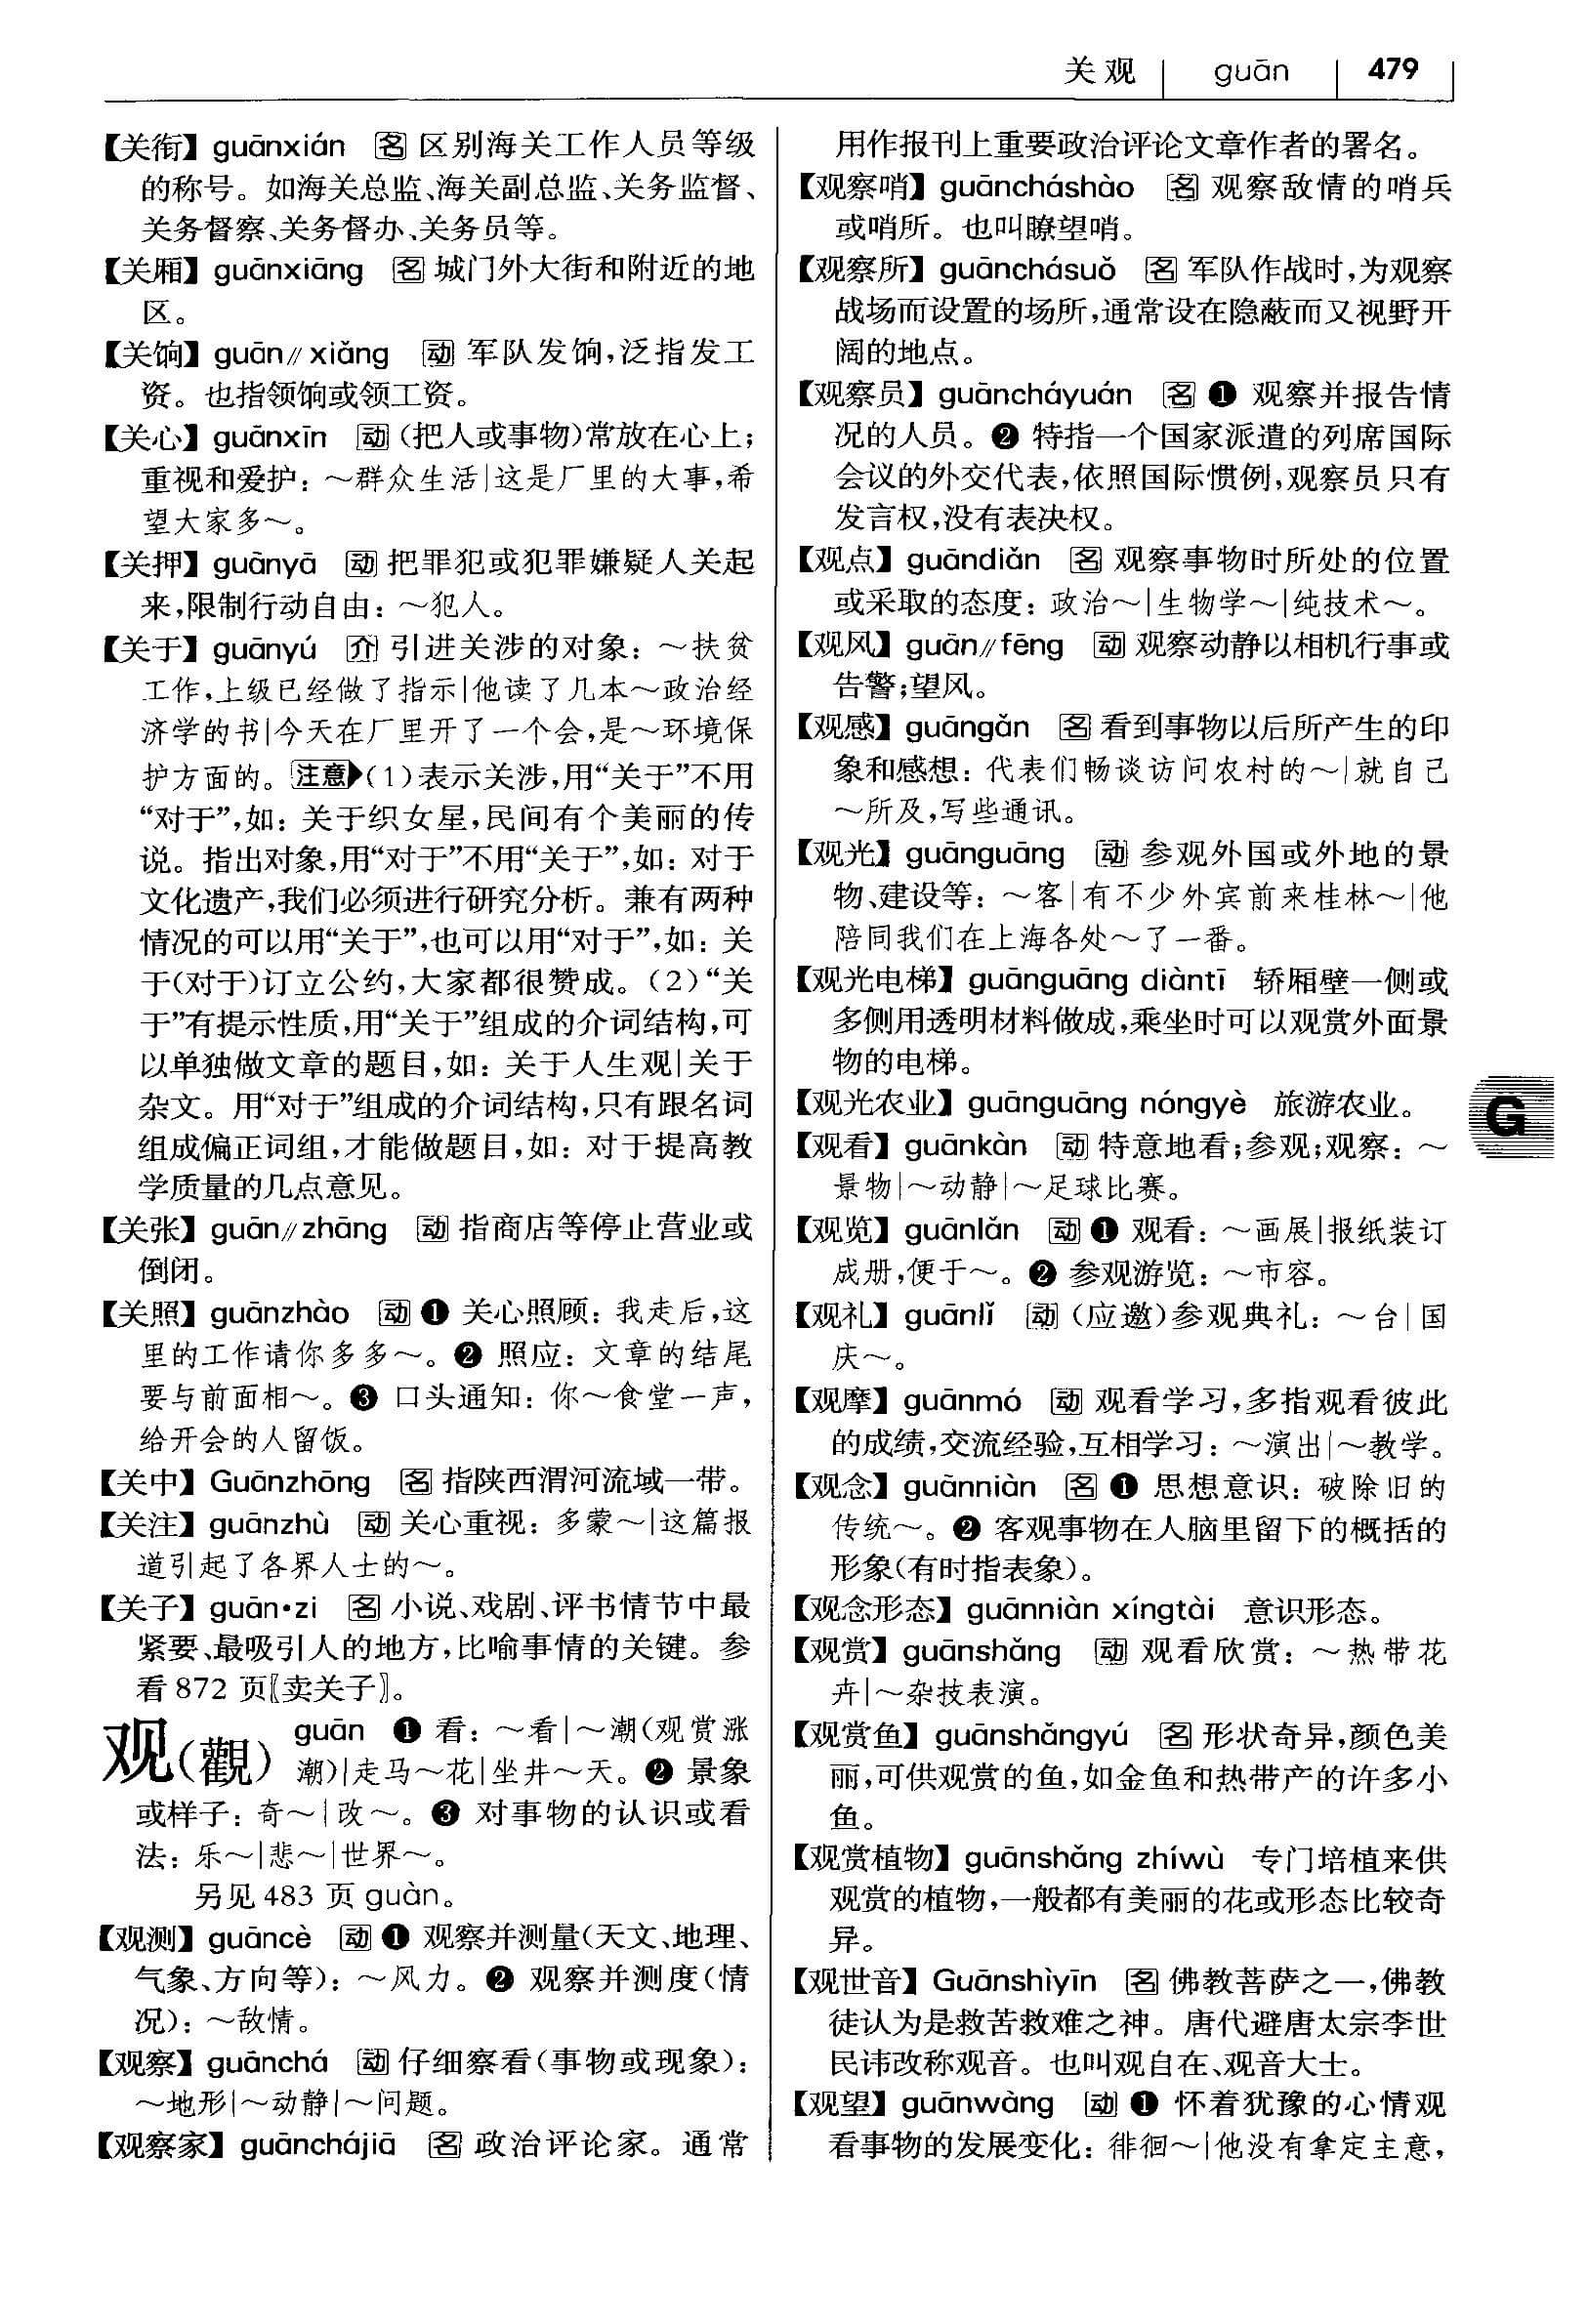 关观 guān 479
【关衔】 guānxián 名 区别海关工作人员等级
的称号。如海关总监、海关副总监、关务监督、
关务督察、关务督办、关务员等。
【关厢】 guānxiāng 名 城门外大街和附近的地
区。
【关饷】 guān∥xiǎng 动 军队发饷,泛指发工
资。也指领饷或领工资。
【关心】 guānxīn 动 (把人或事物)常放在心上;
重视和爱护:～群众生活|这是厂里的大事,希
望大家多～。
【关押】 guānyā 动 把罪犯或犯罪嫌疑人关起
来,限制行动自由:～犯人。
【关于】 guānyú 介 引进关涉的对象:～扶贫
工作,上级已经做了指示|他读了几本～政治经
济学的书|今天在厂里开了一个会,是～环境保
护方面的。注意▶(1)表示关涉,用“关于”不用
“对于”,如:关于织女星,民间有个美丽的传
说。指出对象,用“对于”不用“关于”,如:对于
文化遗产,我们必须进行研究分析。兼有两种
情况的可以用“关于”,也可以用“对于”,如:关
于(对于)订立公约,大家都很赞成。(2)“关
于”有提示性质,用“关于”组成的介词结构,可
以单独做文章的题目,如:关于人生观|关于
杂文。用“对于”组成的介词结构,只有跟名词
组成偏正词组,才能做题目,如:对于提高教
学质量的几点意见。
【关张】 guān∥zhāng 动 指商店等停止营业或
倒闭。
【关照】 guānzhào 动 ❶ 关心照顾:我走后,这
里的工作请你多多～。❷ 照应:文章的结尾
要与前面相～。❸ 口头通知:你～食堂一声,
给开会的人留饭。
【关中】 Guānzhōng 名 指陕西渭河流域一带。
【关注】 guānzhù 动 关心重视:多蒙～|这篇报
道引起了各界人士的～。
【关子】 guān•zi 名 小说、戏剧、评书情节中最
紧要、最吸引人的地方,比喻事情的关键。参
看 872 页〖卖关子〗。
观(觀) guān ❶ 看:～看|～潮(观赏涨
潮)|走马～花|坐井～天。❷ 景象
或样子:奇～|改～。❸ 对事物的认识或看
法:乐～|悲～|世界～。
另见 483 页 guàn。
【观测】 guāncè 动 ❶ 观察并测量(天文、地理、
气象、方向等):～风力。❷ 观察并测度(情
况):～敌情。
【观察】 guānchá 动 仔细察看(事物或现象):
～地形|～动静|～问题。
【观察家】 guānchájiā 名 政治评论家。通常
用作报刊上重要政治评论文章作者的署名。
【观察哨】 guāncháshào 名 观察敌情的哨兵
或哨所。也叫瞭望哨。
【观察所】 guānchásuǒ 名 军队作战时,为观察
战场而设置的场所,通常设在隐蔽而又视野开
阔的地点。
【观察员】 guāncháyuán 名 ❶ 观察并报告情
况的人员。❷ 特指一个国家派遣的列席国际
会议的外交代表,依照国际惯例,观察员只有
发言权,没有表决权。
【观点】 guāndiǎn 名 观察事物时所处的位置
或采取的态度:政治～|生物学～|纯技术～。
【观风】 guān∥fēng 动 观察动静以相机行事或
告警;望风。
【观感】 guāngǎn 名 看到事物以后所产生的印
象和感想:代表们畅谈访问农村的～|就自己
～所及,写些通讯。
【观光】 guānguāng 动 参观外国或外地的景
物、建设等:～客|有不少外宾前来桂林～|他
陪同我们在上海各处～了一番。
【观光电梯】 guānguāng diàntī 轿厢壁一侧或
多侧用透明材料做成,乘坐时可以观赏外面景
物的电梯。
【观光农业】 guānguāng nóngyè 旅游农业。
【观看】 guānkàn 动 特意地看;参观;观察:～
景物|～动静|～足球比赛。
【观览】 guānlǎn 动 ❶ 观看:～画展|报纸装订
成册,便于～。❷ 参观游览:～市容。
【观礼】 guānlǐ 动 (应邀)参观典礼:～台|国
庆～。
【观摩】 guānmó 动 观看学习,多指观看彼此
的成绩,交流经验,互相学习:～演出|～教学。
【观念】 guānniàn 名 ❶ 思想意识:破除旧的
传统～。❷ 客观事物在人脑里留下的概括的
形象(有时指表象)。
【观念形态】 guānniàn xíngtài 意识形态。
【观赏】 guānshǎng 动 观看欣赏:～热带花
卉|～杂技表演。
【观赏鱼】 guānshǎngyú 名 形状奇异,颜色美
丽,可供观赏的鱼,如金鱼和热带产的许多小
鱼。
【观赏植物】 guānshǎng zhíwù 专门培植来供
观赏的植物,一般都有美丽的花或形态比较奇
异。
【观世音】 Guānshìyīn 名 佛教菩萨之一,佛教
徒认为是救苦救难之神。唐代避唐太宗李世
民讳改称观音。也叫观自在、观音大士。
【观望】 guānwàng 动 ❶ 怀着犹豫的心情观
看事物的发展变化:徘徊～|他没有拿定主意,
G